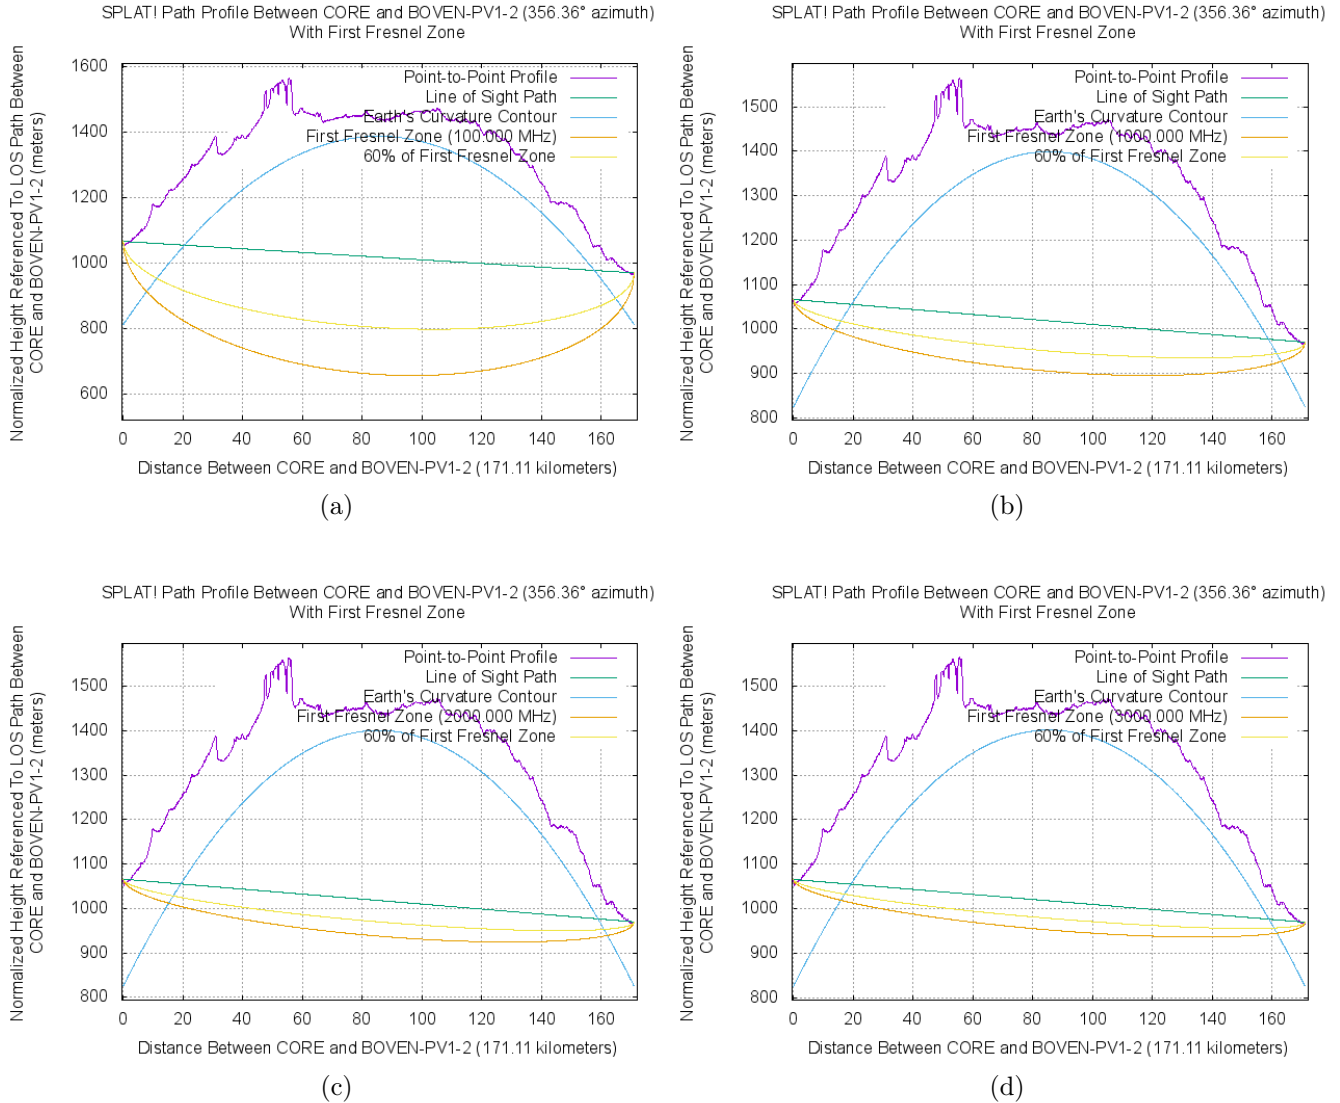 SPLAT! Path Profile Between CORE and BOVEN-PV1-2 (356.36° azimuth)
With First Fresnel Zone
Normalized Height Referenced To LOS Path Between
CORE and BOVEN-PV1-2 (meters)
1600
1400
1200
1000
800
600
Point-to-Point Profile
Line of Sight Path
Earth's Curvature Contour
First Fresnel Zone (100.000 MHz)
60% of First Fresnel Zone
0 20 40 60 80 100 120 140 160
Distance Between CORE and BOVEN-PV1-2 (171.11 kilometers)
(a)
SPLAT! Path Profile Between CORE and BOVEN-PV1-2 (356.36° azimuth)
With First Fresnel Zone
Normalized Height Referenced To LOS Path Between
CORE and BOVEN-PV1-2 (meters)
1500
1400
1300
1200
1100
1000
900
800
Point-to-Point Profile
Line of Sight Path
Earth's Curvature Contour
First Fresnel Zone (1000.000 MHz)
60% of First Fresnel Zone
0 20 40 60 80 100 120 140 160
Distance Between CORE and BOVEN-PV1-2 (171.11 kilometers)
(b)
SPLAT! Path Profile Between CORE and BOVEN-PV1-2 (356.36° azimuth)
With First Fresnel Zone
Normalized Height Referenced To LOS Path Between
CORE and BOVEN-PV1-2 (meters)
1500
1400
1300
1200
1100
1000
900
800
Point-to-Point Profile
Line of Sight Path
Earth's Curvature Contour
First Fresnel Zone (2000.000 MHz)
60% of First Fresnel Zone
0 20 40 60 80 100 120 140 160
Distance Between CORE and BOVEN-PV1-2 (171.11 kilometers)
(c)
SPLAT! Path Profile Between CORE and BOVEN-PV1-2 (356.36° azimuth)
With First Fresnel Zone
Normalized Height Referenced To LOS Path Between
CORE and BOVEN-PV1-2 (meters)
1500
1400
1300
1200
1100
1000
900
800
Point-to-Point Profile
Line of Sight Path
Earth's Curvature Contour
First Fresnel Zone (3000.000 MHz)
60% of First Fresnel Zone
0 20 40 60 80 100 120 140 160
Distance Between CORE and BOVEN-PV1-2 (171.11 kilometers)
(d)